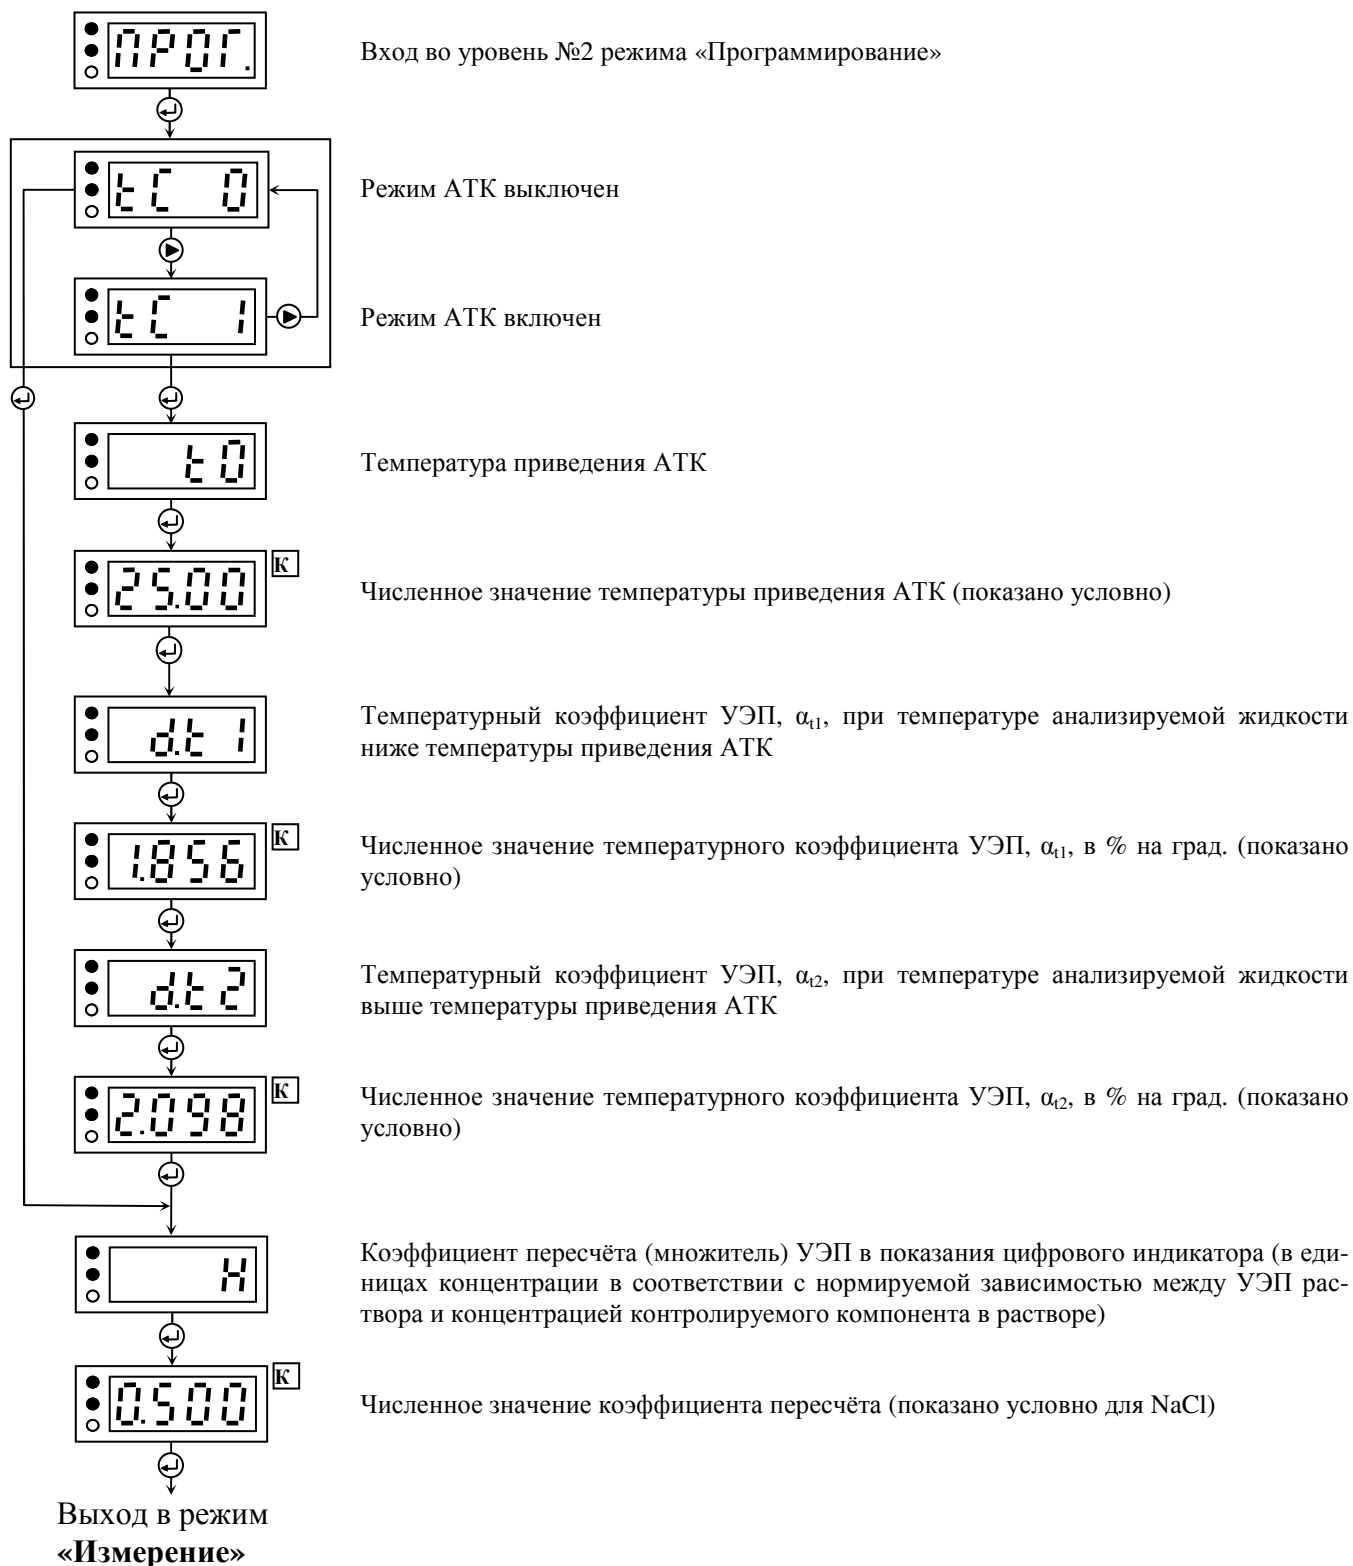 ПРОГ.
Вход во уровень №2 режима «Программирование»
tC 0
Режим АТК выключен
tC 1
Режим АТК включен
t0
Температура приведения АТК
25.00
К
Численное значение температуры приведения АТК (показано условно)
d.t 1
Температурный коэффициент УЭП, αt1, при температуре анализируемой жидкости
ниже температуры приведения АТК
1.856
К
Численное значение температурного коэффициента УЭП, αt1, в % на град. (показано
условно)
d.t 2
Температурный коэффициент УЭП, αt2, при температуре анализируемой жидкости
выше температуры приведения АТК
2.098
К
Численное значение температурного коэффициента УЭП, αt2, в % на град. (показано
условно)
Н
Коэффициент пересчёта (множитель) УЭП в показания цифрового индикатора (в еди-
ницах концентрации в соответствии с нормируемой зависимостью между УЭП рас-
твора и концентрацией контролируемого компонента в растворе)
0.500
К
Численное значение коэффициента пересчёта (показано условно для NaCl)
Выход в режим
«Измерение»